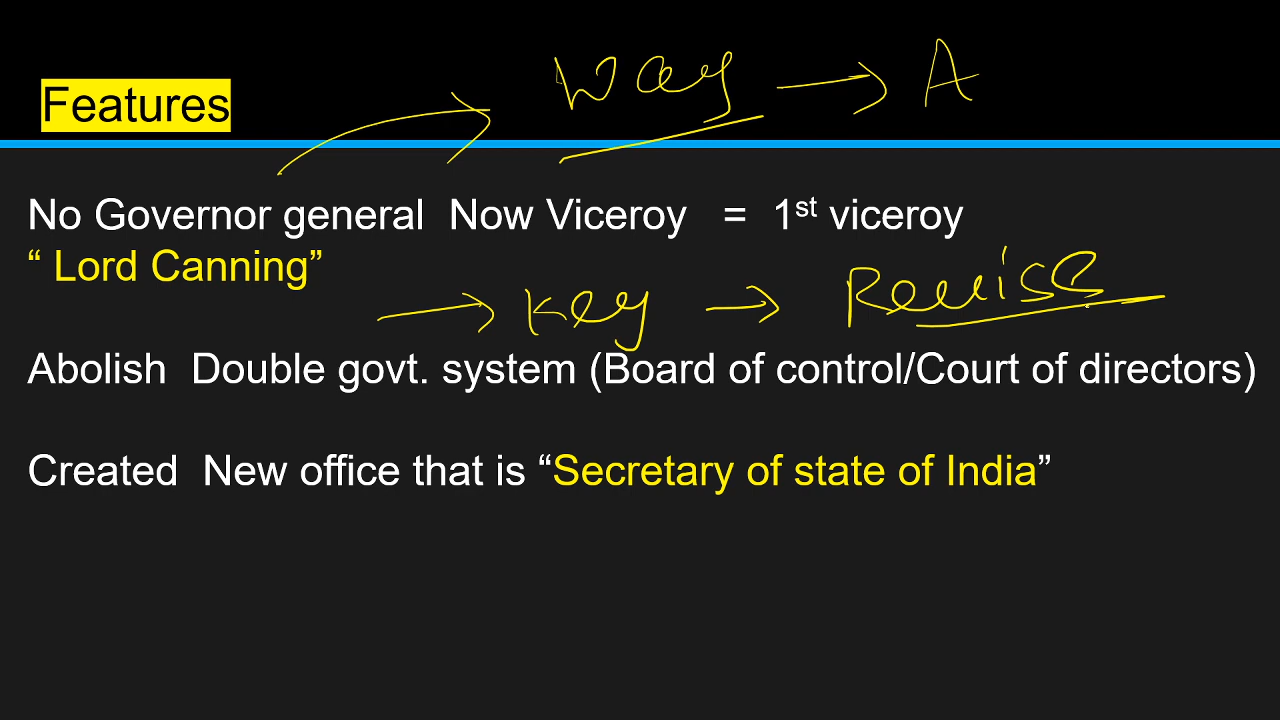 way → A
Features
No Governor general Now Viceroy = 1st viceroy
“ Lord Canning”
→ Key → Revise
Abolish Double govt. system (Board of control/Court of directors)
Created New office that is “Secretary of state of India”